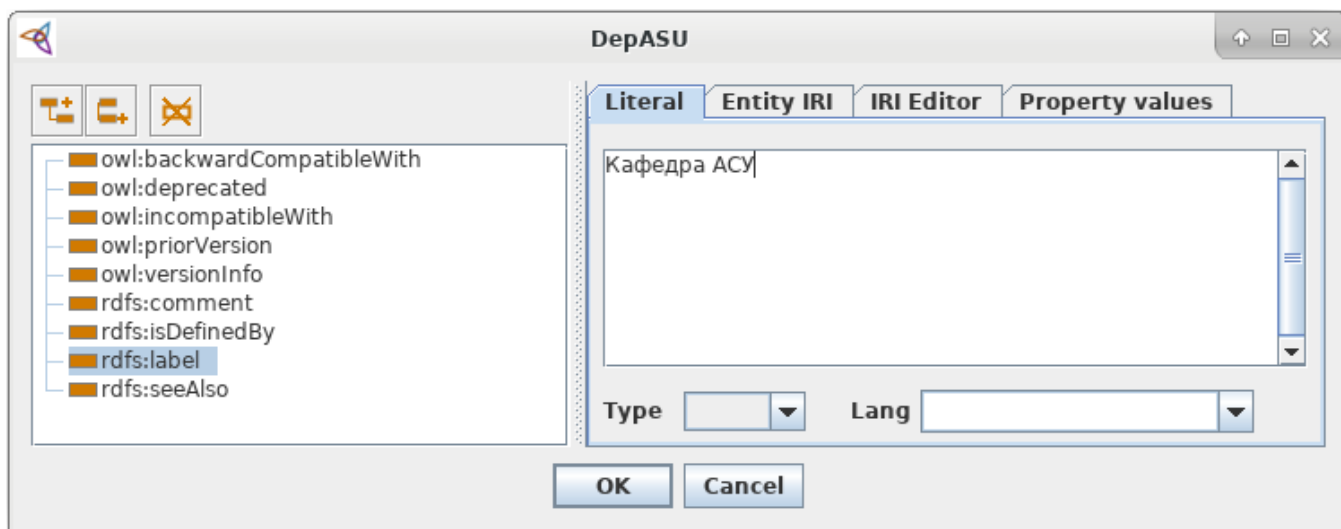 DepASU
Literal
Entity IRI
IRI Editor
Property values
owl:backwardCompatibleWith
owl:deprecated
owl:incompatibleWith
owl:priorVersion
owl:versionInfo
rdfs:comment
rdfs:isDefinedBy
rdfs:label
rdfs:seeAlso
Кафедра АСУ
Type
Lang
OK
Cancel